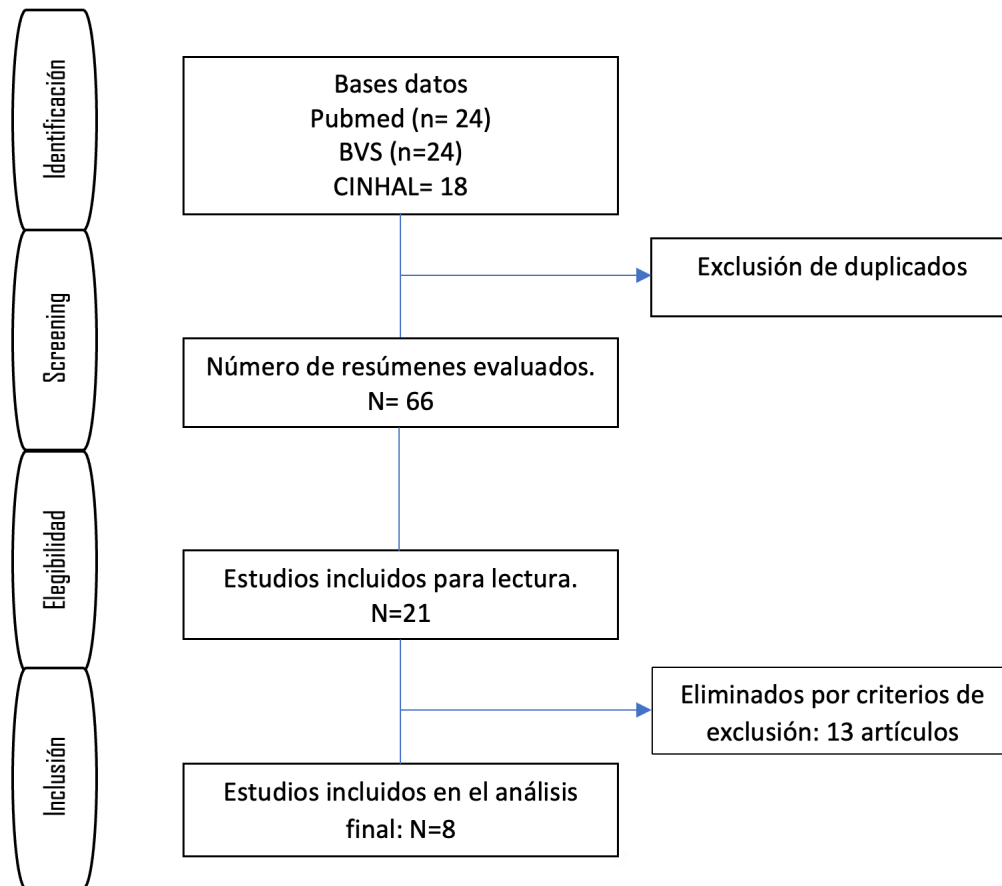 Identificación
Bases datos
Pubmed (n= 24)
BVS (n=24)
CINHAL= 18
Exclusión de duplicados
Screening
Número de resúmenes evaluados.
N= 66
Elegibilidad
Estudios incluidos para lectura.
N=21
Eliminados por criterios de
exclusión: 13 artículos
Inclusión
Estudios incluidos en el análisis
final: N=8